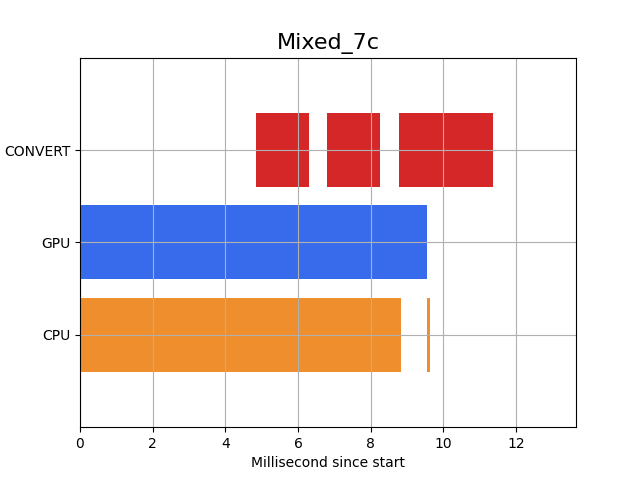 Mixed_7c
CONVERT
GPU
CPU
0 2 4 6 8 10 12
Millisecond since start